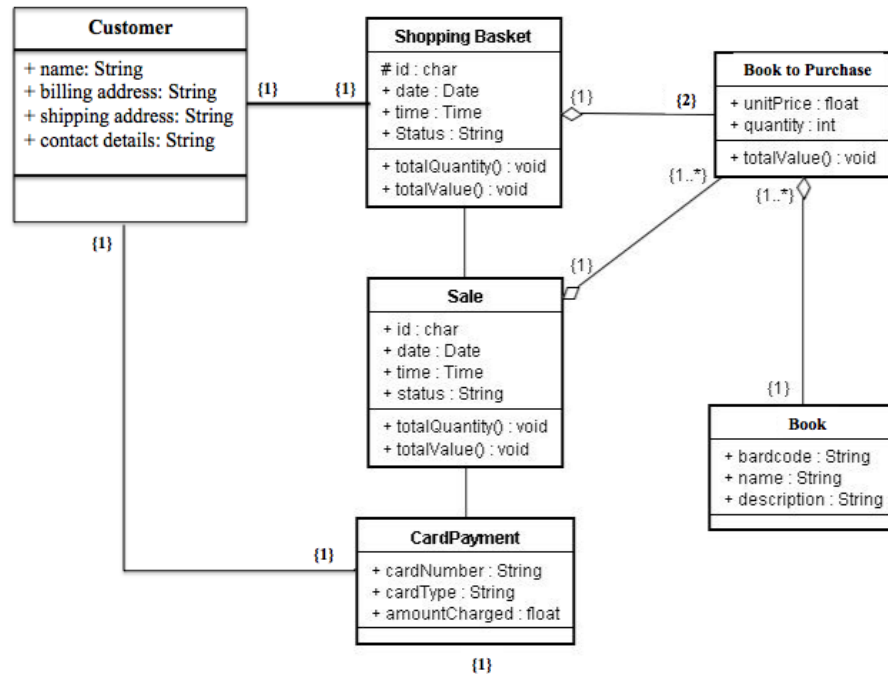 Customer
+ name: String
+ billing address: String
+ shipping address: String
+ contact details: String
{1}
{1}
Shopping Basket
# id : char
+ date : Date
+ time : Time
+ Status : String
+ totalQuantity() : void
+ totalValue() : void
{1}
{2}
Book to Purchase
+ unitPrice : float
+ quantity : int
+ totalValue() : void
{1..*}
{1..*}
{1}
{1}
Sale
+ id : char
+ date : Date
+ time : Time
+ status : String
+ totalQuantity() : void
+ totalValue() : void
{1}
Book
+ bardcode : String
+ name : String
+ description : String
CardPayment
+ cardNumber : String
+ cardType : String
+ amountCharged : float
{1}
{1}